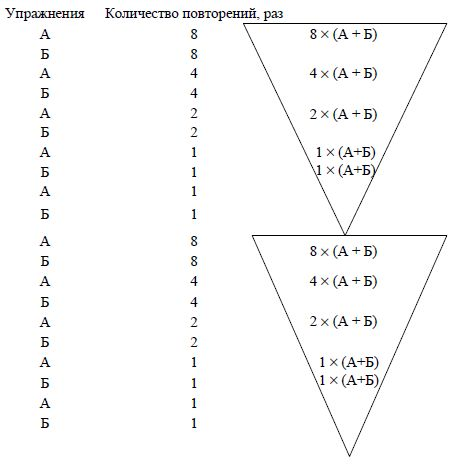 Упражнения Количество повторений, раз
А 8 8 × (А + Б)
Б 8
А 4 4 × (А + Б)
Б 4
А 2 2 × (А + Б)
Б 2
А 1 1 × (А+Б)
Б 1 1 × (А+Б)
А 1
Б 1
А 8 8 × (А + Б)
Б 8
А 4 4 × (А + Б)
Б 4
А 2 2 × (А + Б)
Б 2
А 1 1 × (А+Б)
Б 1 1 × (А+Б)
А 1
Б 1